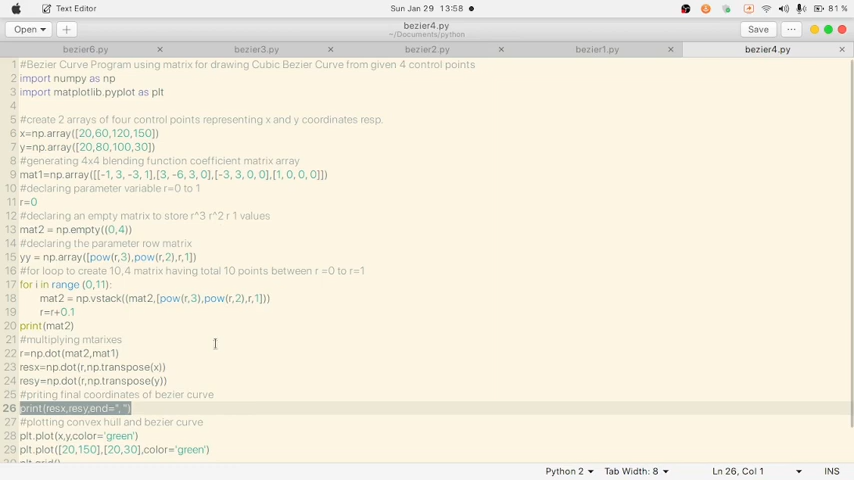 Text Editor
Sun Jan 29 13:58
81 %
Open
bezier4.py
~/Documents/python
Save
bezier6.py
bezier3.py
bezier2.py
bezier1.py
bezier4.py
1 #Bezier Curve Program using matrix for drawing Cubic Bezier Curve from given 4 control points
2 import numpy as np
3 import matplotlib.pyplot as plt
4
5 #create 2 arrays of four control points representing x and y coordinates resp.
6 x=np.array([20,60,120,150])
7 y=np.array([20,80,100,30])
8 #generating 4x4 blending function coefficient matrix array
9 mat1=np.array([[-1, 3, -3, 1],[3, -6, 3, 0],[-3, 3, 0, 0],[1, 0, 0, 0]])
10 #declaring parameter variable r=0 to 1
11 r=0
12 #declaring an empty matrix to store r^3 r^2 r 1 values
13 mat2 = np.empty((0,4))
14 #declaring the parameter row matrix
15 yy = np.array([pow(r,3),pow(r,2),r,1])
16 #for loop to create 10,4 matrix having total 10 points between r =0 to r=1
17 for i in range (0,11):
18 mat2 = np.vstack((mat2,[pow(r,3),pow(r,2),r,1]))
19 r=r+0.1
20 print(mat2)
21 #multiplying mtarixes
22 r=np.dot(mat2,mat1)
23 resx=np.dot(r,np.transpose(x))
24 resy=np.dot(r,np.transpose(y))
25 #priting final coordinates of bezier curve
26 print(resx,resy,end=", ")
27 #plotting convex hull and bezier curve
28 plt.plot(x,y,color='green')
29 plt.plot([20,150],[20,30],color='green')
30 plt.grid()
Python 2
Tab Width: 8
Ln 26, Col 1
INS